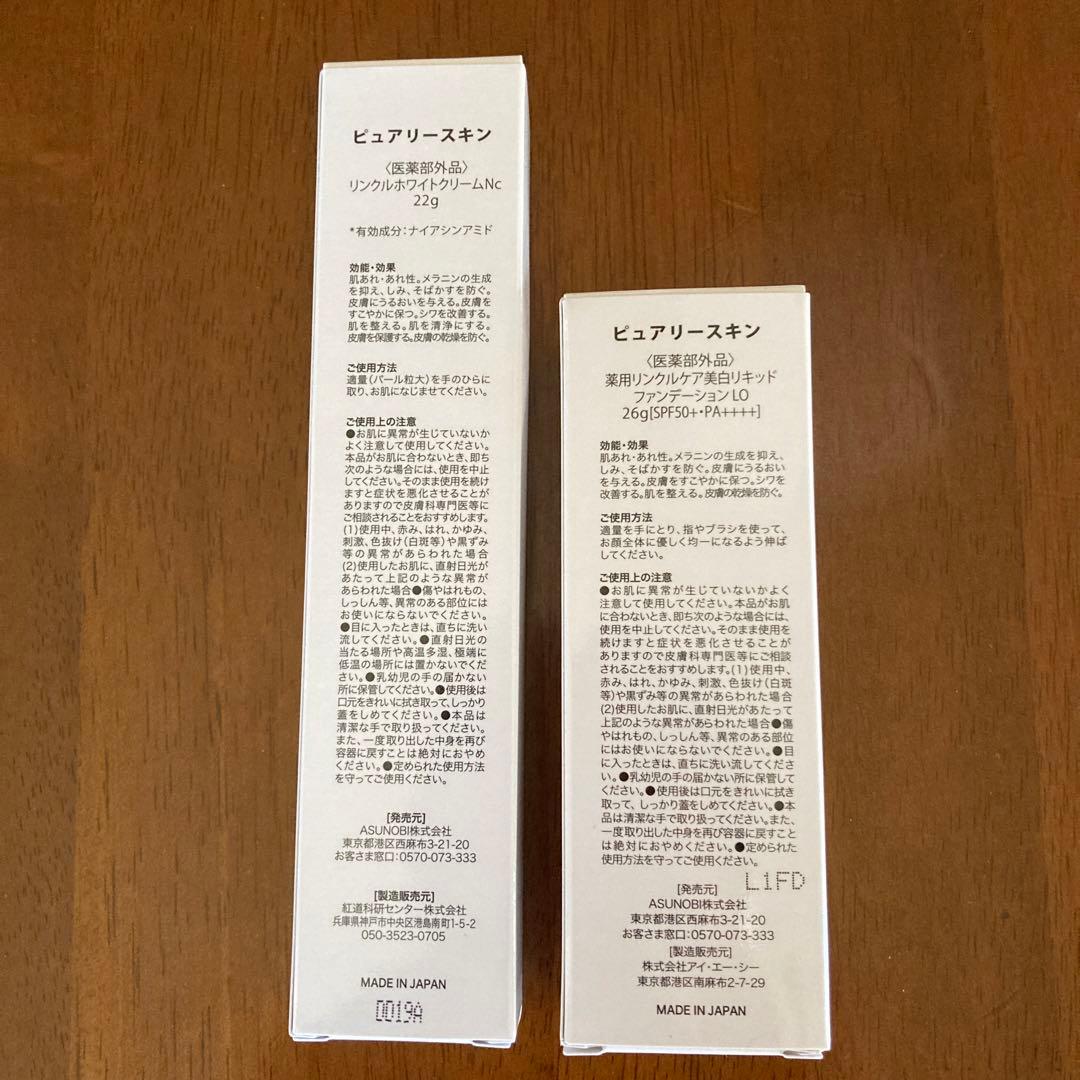 ピュアリースキン
〈医薬部外品〉
リンクルホワイトクリームNc
22g
*有効成分：ナイアシンアミド
効能・効果
肌あれ・あれ性。メラニンの生成
を抑え、しみ、そばかすを防ぐ。
皮膚にうるおいを与える。皮膚を
すこやかに保つ。シワを改善する。
肌を整える。肌を清浄にする。
皮膚を保護する。皮膚の乾燥を防ぐ。
ご使用方法
適量（パール粒大）を手のひらに
取り、お肌になじませてください。
ご使用上の注意
●お肌に異常が生じていないか
よく注意して使用してください。
本品がお肌に合わないとき、即ち
次のような場合には、使用を中止
してください。そのまま使用を続け
ますと症状を悪化させることが
ありますので皮膚科専門医等に
ご相談されることをおすすめします。
(1)使用中、赤み、はれ、かゆみ、
刺激、色抜け(白斑等)や黒ずみ
等の異常があらわれた場合
(2)使用したお肌に、直射日光が
あたって上記のような異常が
あらわれた場合●傷やはれもの、
しっしん等、異常のある部位には
お使いにならないでください。
●目に入ったときは、直ちに洗い
流してください。●直射日光の
当たる場所や高温多湿、極端に
低温の場所には置かないでくだ
さい。●乳幼児の手の届かない
所に保管してください。●使用後は
口元をきれいに拭き取って、しっかり
蓋をしめてください。●本品は
清潔な手で取り扱ってください。
また、一度取り出した中身を再び
容器に戻すことは絶対におやめ
ください。●定められた使用方法
を守ってご使用ください。
[発売元]
ASUNOBI株式会社
東京都港区西麻布3-21-20
お客さま窓口：0570-073-333
[製造販売元]
紅道科研センター株式会社
兵庫県神戸市中央区港島南町1-5-2
050-3523-0705
MADE IN JAPAN
0019A
ピュアリースキン
〈医薬部外品〉
薬用リンクルケア美白リキッド
ファンデーション LO
26g[SPF50+・PA++++]
効能・効果
肌あれ・あれ性。メラニンの生成を抑え、
しみ、そばかすを防ぐ。皮膚にうるおい
を与える。皮膚をすこやかに保つ。シワを
改善する。肌を整える。皮膚の乾燥を防ぐ。
ご使用方法
適量を手にとり、指やブラシを使って、
お顔全体に優しく均一になるよう伸ば
してください。
ご使用上の注意
●お肌に異常が生じていないかよく
注意して使用してください。本品がお肌
に合わないとき、即ち次のような場合には、
使用を中止してください。そのまま使用を
続けますと症状を悪化させることが
ありますので皮膚科専門医等にご相談
されることをおすすめします。(1)使用中、
赤み、はれ、かゆみ、刺激、色抜け(白斑
等)や黒ずみ等の異常があらわれた場合
(2)使用したお肌に、直射日光があたって
上記のような異常があらわれた場合●傷
やはれもの、しっしん等、異常のある部位
にはお使いにならないでください。●目
に入ったときは、直ちに洗い流してくださ
い。●乳幼児の手の届かない所に保管して
ください。●使用後は口元をきれいに拭き
取って、しっかり蓋をしめてください。●本
品は清潔な手で取り扱ってください。また、
一度取り出した中身を再び容器に戻すこと
は絶対におやめください。●定められた
使用方法を守ってご使用ください。
L1FD
[発売元]
ASUNOBI株式会社
東京都港区西麻布3-21-20
お客さま窓口：0570-073-333
[製造販売元]
株式会社アイ・エー・シー
東京都港区南麻布2-7-29
MADE IN JAPAN